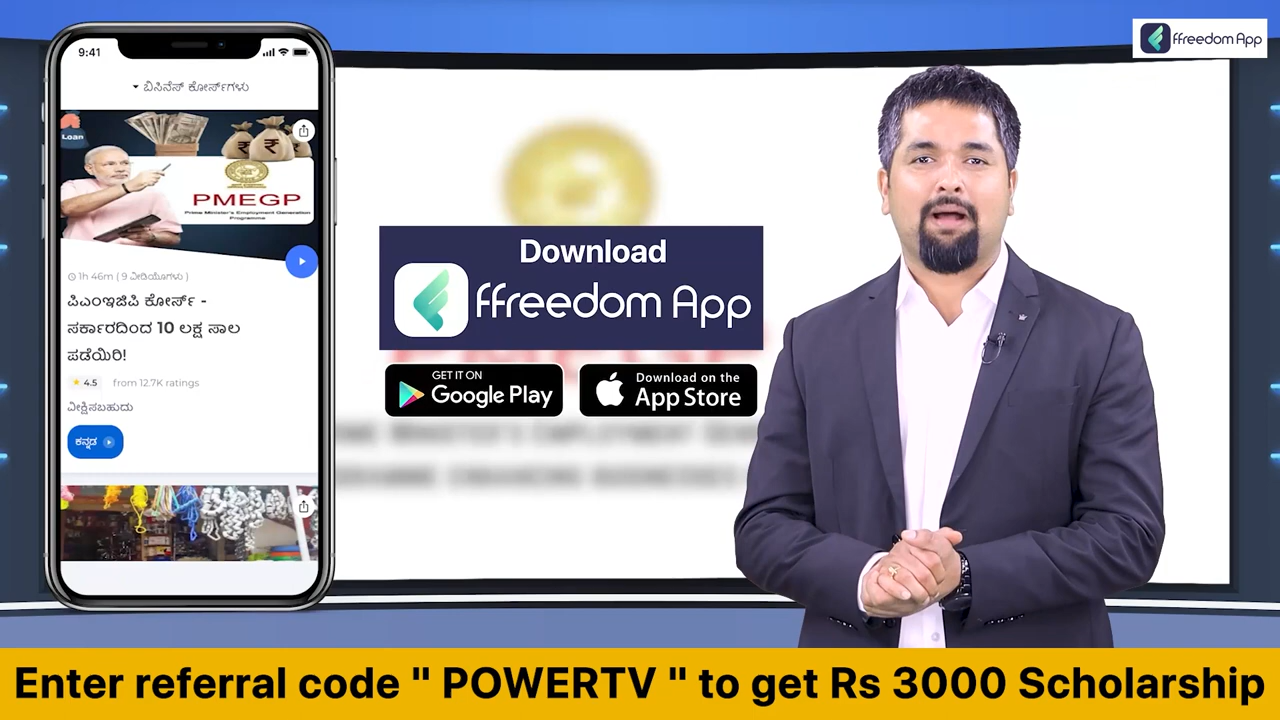 9:41
ಬಿಸಿನೆಸ್ ಕೋರ್ಸ್‌ಗಳು
Loan
PMEGP
Prime Minister's Employment Generation
Programme
1h 46m ( 9 ವೀಡಿಯೊಗಳು )
ಪಿಎಂಇಜಿಪಿ ಕೋರ್ಸ್ -
ಸರ್ಕಾರದಿಂದ 10 ಲಕ್ಷ ಸಾಲ
ಪಡೆಯಿರಿ!
4.5 from 12.7K ratings
ವೀಕ್ಷಿಸಬಹುದು
ಕನ್ನಡ
Download
ffreedom App
GET IT ON
Google Play
Download on the
App Store
ffreedom App
Enter referral code " POWERTV " to get Rs 3000 Scholarship